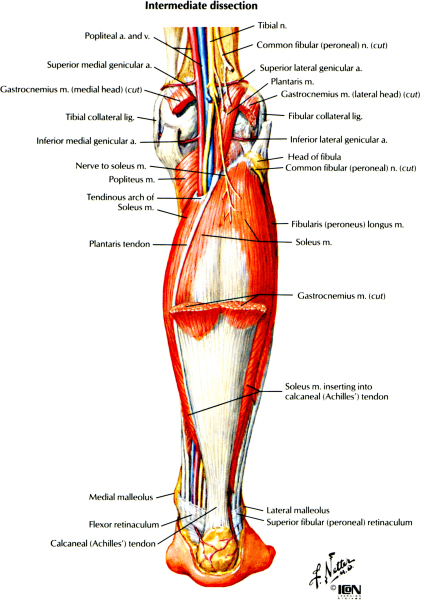 Intermediate dissection
Tibial n.
Popliteal a. and v.
Common fibular (peroneal) n. (cut)
Superior medial genicular a.
Superior lateral genicular a.
Plantaris m.
Gastrocnemius m. (medial head) (cut)
Gastrocnemius m. (lateral head) (cut)
Tibial collateral lig.
Fibular collateral lig.
Inferior medial genicular a.
Inferior lateral genicular a.
Head of fibula
Nerve to soleus m.
Common fibular (peroneal) n. (cut)
Popliteus m.
Tendinous arch of
Soleus m.
Fibularis (peroneus) longus m.
Plantaris tendon
Soleus m.
Gastrocnemius m. (cut)
Soleus m. inserting into
calcaneal (Achilles') tendon
Medial malleolus
Lateral malleolus
Flexor retinaculum
Superior fibular (peroneal) retinaculum
Calcaneal (Achilles') tendon
F. Netter
M.D.
© ICON